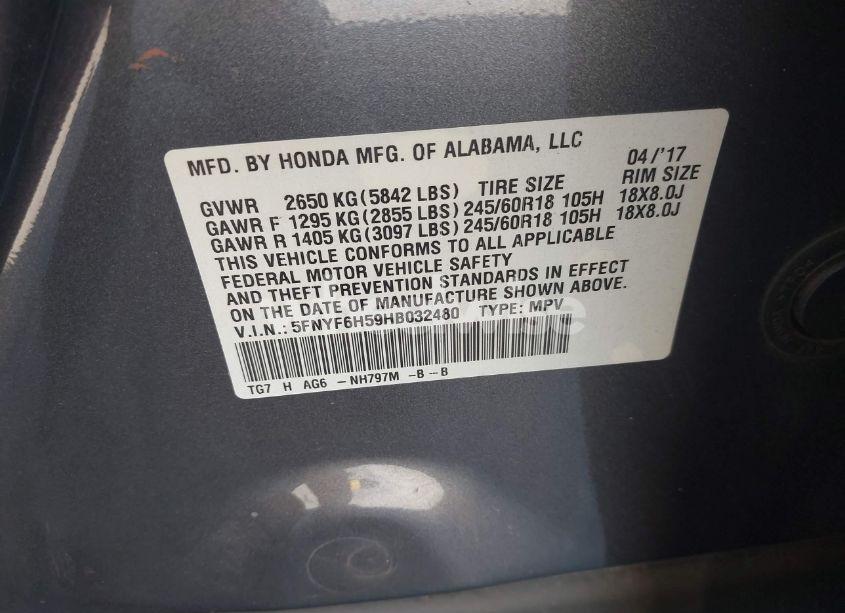 MFD. BY HONDA MFG. OF ALABAMA, LLC 04/'17
GVWR 2650 KG(5842 LBS) TIRE SIZE RIM SIZE
GAWR F 1295 KG(2855 LBS) 245/60R18 105H 18X8.0J
GAWR R 1405 KG(3097 LBS) 245/60R18 105H 18X8.0J
THIS VEHICLE CONFORMS TO ALL APPLICABLE
FEDERAL MOTOR VEHICLE SAFETY
AND THEFT PREVENTION STANDARDS IN EFFECT
ON THE DATE OF MANUFACTURE SHOWN ABOVE.
V.I.N.: 5FNYF6H59HB032480 TYPE: MPV
TG7 H AG6 -NH797M -B--B